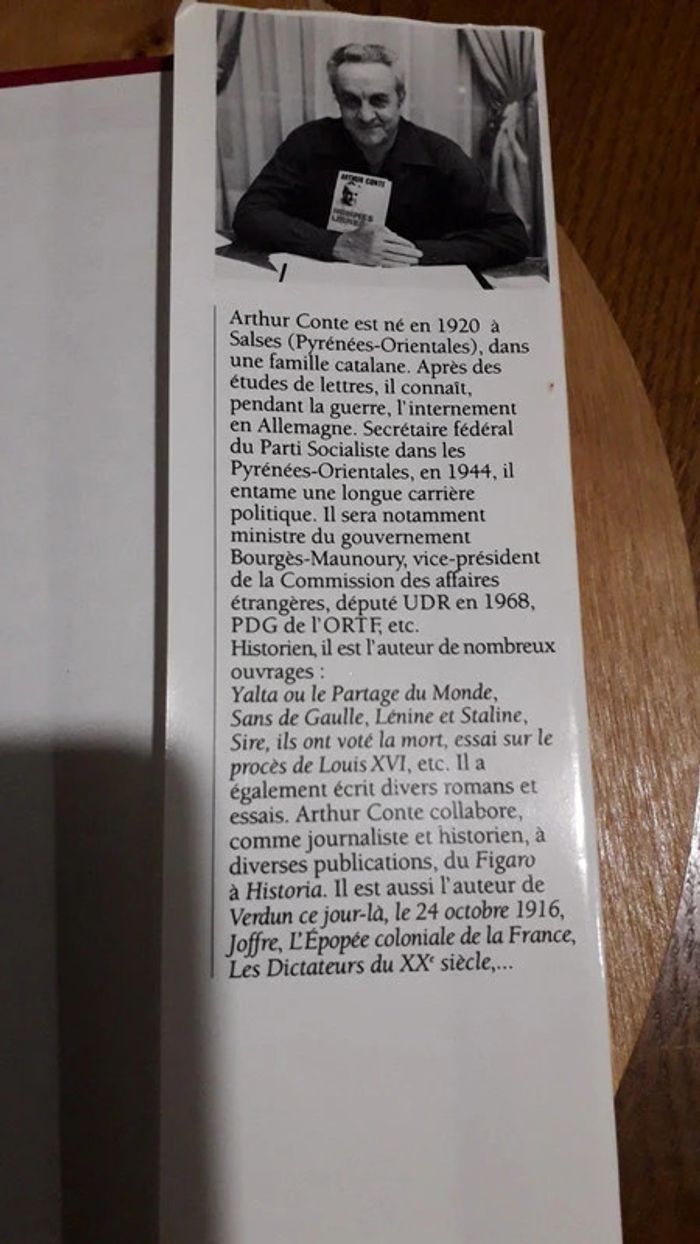 ARTHUR CONTE
HOMMES
LIBRES
Arthur Conte est né en 1920 à
Salses (Pyrénées-Orientales), dans
une famille catalane. Après des
études de lettres, il connaît,
pendant la guerre, l'internement
en Allemagne. Secrétaire fédéral
du Parti Socialiste dans les
Pyrénées-Orientales, en 1944, il
entame une longue carrière
politique. Il sera notamment
ministre du gouvernement
Bourgès-Maunoury, vice-président
de la Commission des affaires
étrangères, député UDR en 1968,
PDG de l'ORTF, etc.
Historien, il est l'auteur de nombreux
ouvrages :
Yalta ou le Partage du Monde,
Sans de Gaulle, Lénine et Staline,
Sire, ils ont voté la mort, essai sur le
procès de Louis XVI, etc. Il a
également écrit divers romans et
essais. Arthur Conte collabore,
comme journaliste et historien, à
diverses publications, du Figaro
à Historia. Il est aussi l'auteur de
Verdun ce jour-là, le 24 octobre 1916,
Joffre, L'Épopée coloniale de la France,
Les Dictateurs du XXᵉ siècle,...